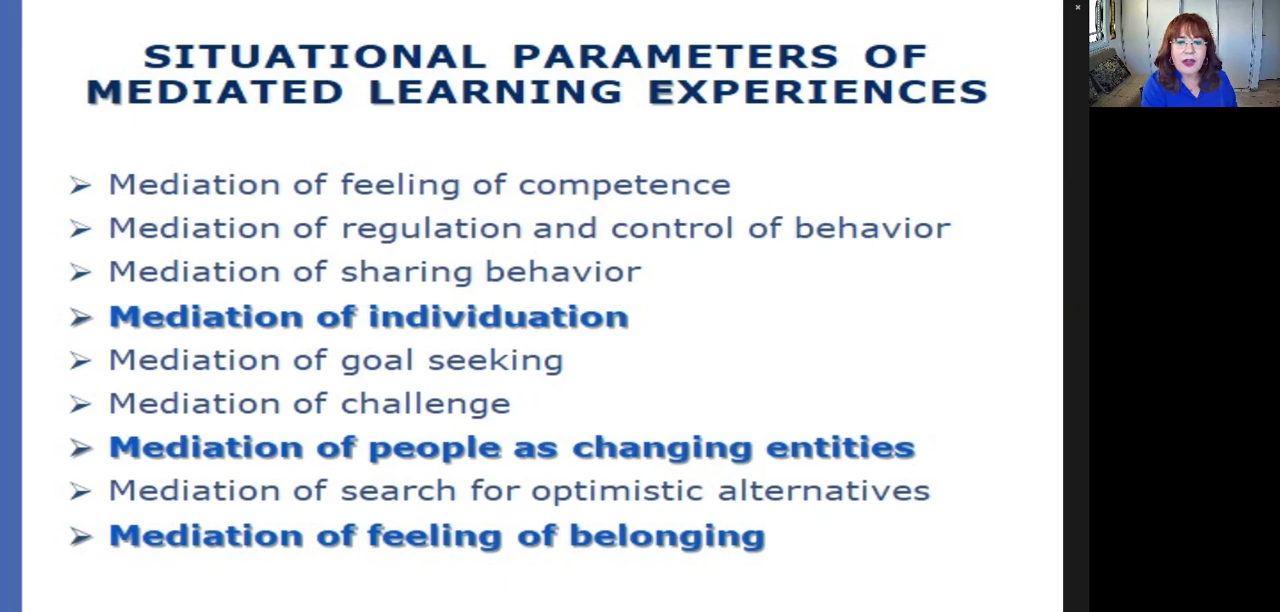 SITUATIONAL PARAMETERS OF
MEDIATED LEARNING EXPERIENCES
Mediation of feeling of competence
Mediation of regulation and control of behavior
Mediation of sharing behavior
Mediation of individuation
Mediation of goal seeking
Mediation of challenge
Mediation of people as changing entities
Mediation of search for optimistic alternatives
Mediation of feeling of belonging